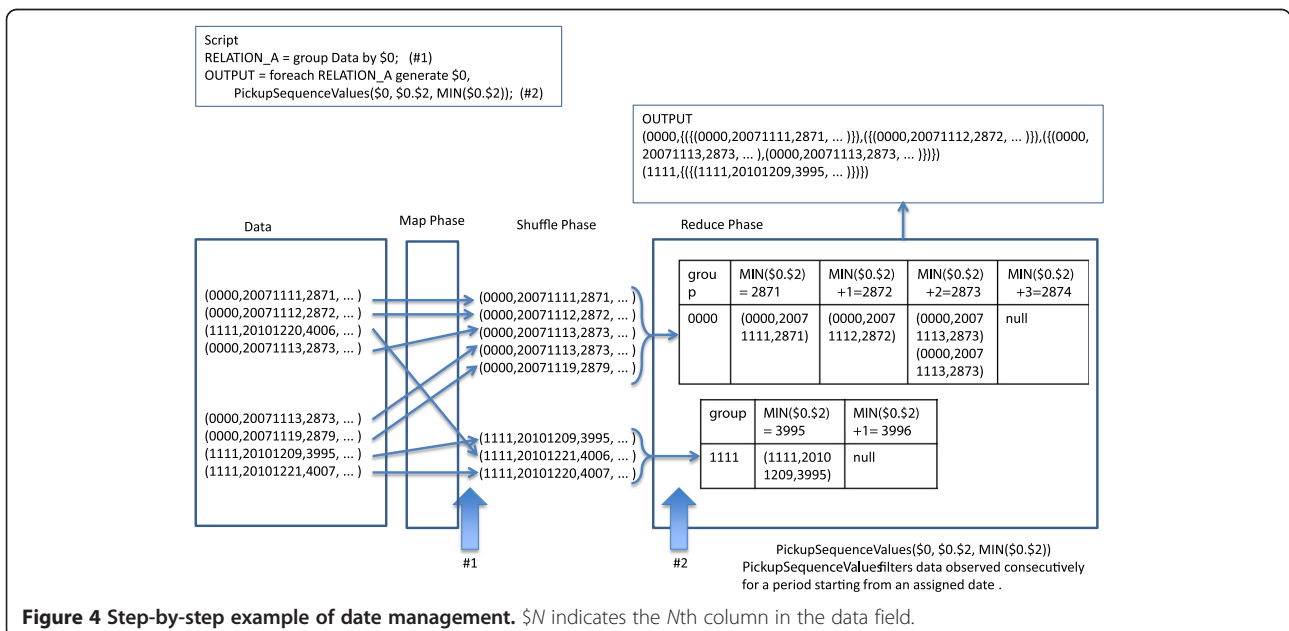 Script
RELATION_A = group Data by $0;   (#1)
OUTPUT = foreach RELATION_A generate $0,
PickupSequenceValues($0, $0.$2, MIN($0.$2));  (#2)
OUTPUT
(0000,{({(0000,20071111,2871, ... )}),({(0000,20071112,2872, ... )}),({(0000,
20071113,2873, ... ),(0000,20071113,2873, ... )})})
(1111,{({(1111,20101209,3995, ... )})})
Data
Map Phase
Shuffle Phase
Reduce Phase
(0000,20071111,2871, ... )
(0000,20071112,2872, ... )
(1111,20101220,4006, ... )
(0000,20071113,2873, ... )
(0000,20071113,2873, ... )
(0000,20071119,2879, ... )
(1111,20101209,3995, ... )
(1111,20101221,4007, ... )
(0000,20071111,2871, ... )
(0000,20071112,2872, ... )
(0000,20071113,2873, ... )
(0000,20071113,2873, ... )
(0000,20071119,2879, ... )
(1111,20101209,3995, ... )
(1111,20101221,4006, ... )
(1111,20101220,4007, ... )
grou
p
MIN($0.$2)
= 2871
MIN($0.$2)
+1=2872
MIN($0.$2)
+2=2873
MIN($0.$2)
+3=2874
0000
(0000,2007
1111,2871)
(0000,2007
1112,2872)
(0000,2007
1113,2873)
(0000,2007
1113,2873)
null
group
MIN($0.$2)
= 3995
MIN($0.$2)
+1= 3996
1111
(1111,2010
1209,3995)
null
#1
#2
PickupSequenceValues($0, $0.$2, MIN($0.$2))
PickupSequenceValues filters data observed consecutively
for a period starting from an assigned date .
Figure 4 Step-by-step example of date management. $N indicates the Nth column in the data field.